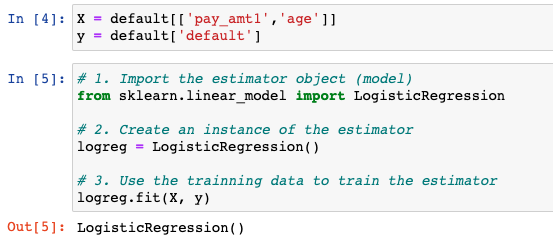 In [4]: X = default[['pay_amt1','age']]
y = default['default']
In [5]: # 1. Import the estimator object (model)
from sklearn.linear_model import LogisticRegression
# 2. Create an instance of the estimator
logreg = LogisticRegression()
# 3. Use the trainning data to train the estimator
logreg.fit(X, y)
Out[5]: LogisticRegression()